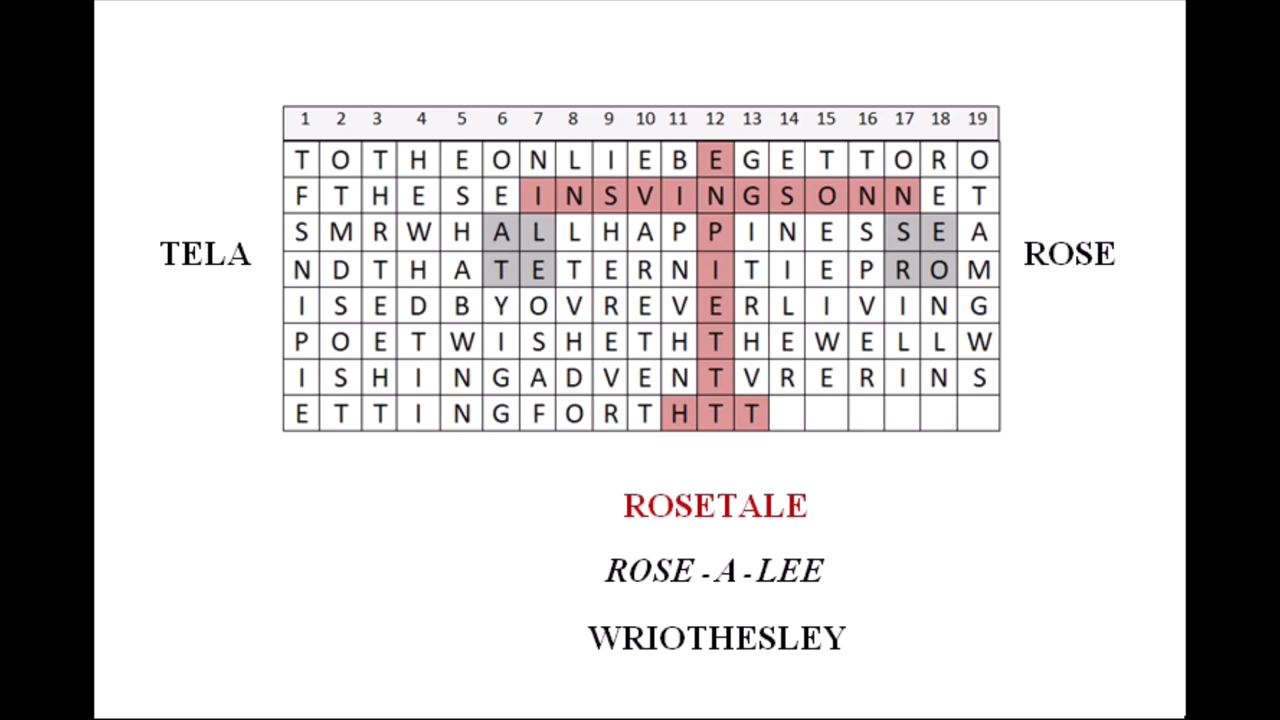 1 2 3 4 5 6 7 8 9 10 11 12 13 14 15 16 17 18 19
T O T H E O N L I E B E G E T T O R O
F T H E S E I N S V I N G S O N N E T
S M R W H A L L H A P P I N E S S E A
TELA
ROSE
N D T H A T E T E R N I T I E P R O M
I S E D B Y O V R E V E R L I V I N G
P O E T W I S H E T H T H E W E L L W
I S H I N G A D V E N T V R E R I N S
E T T I N G F O R T H T T
ROSETALE
ROSE - A - LEE
WRIOTHESLEY